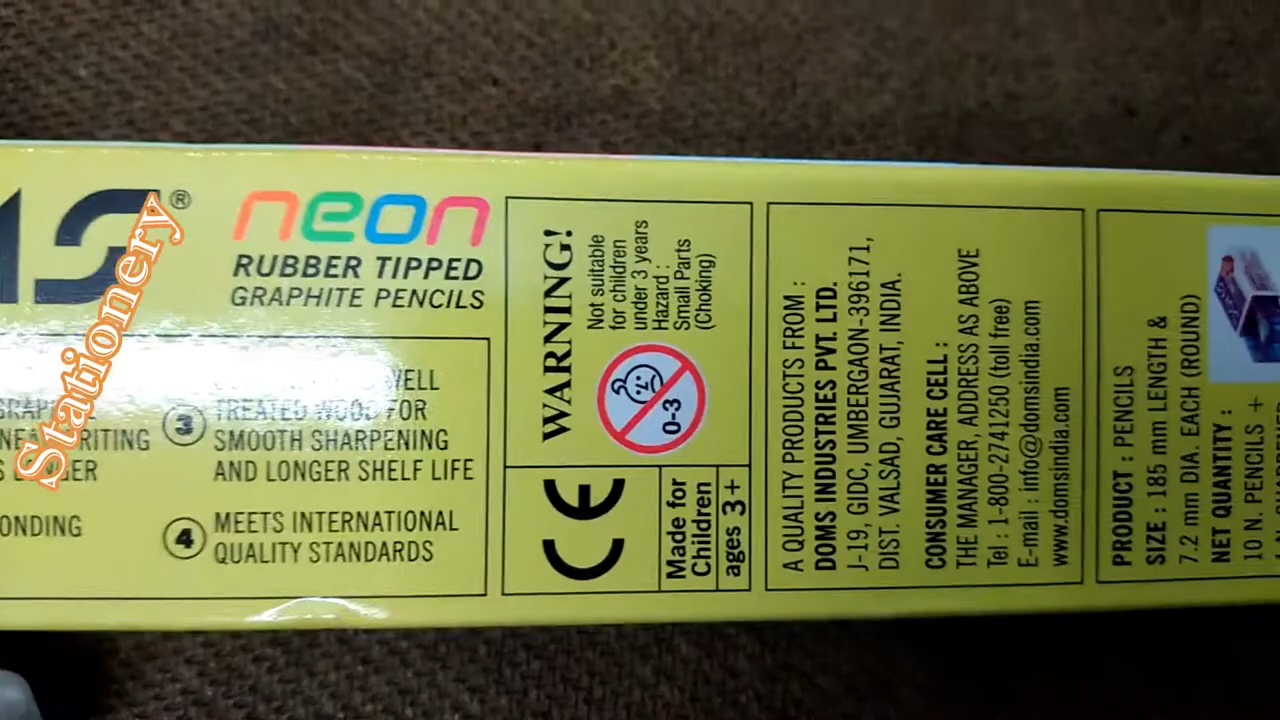 MS®
neon
RUBBER TIPPED
GRAPHITE PENCILS
Stationery
RITING
ONDING
3
WELL
TREATED WOOD FOR
SMOOTH SHARPENING
AND LONGER SHELF LIFE
4
MEETS INTERNATIONAL
QUALITY STANDARDS
WARNING!
Not suitable
for children
under 3 years
Hazard :
Small Parts
(Choking)
0-3
CE
Made for
Children
ages 3+
A QUALITY PRODUCTS FROM :
DOMS INDUSTRIES PVT. LTD.
J-19, GIDC, UMBERGAON-396171,
DIST. VALSAD, GUJARAT, INDIA.
CONSUMER CARE CELL :
THE MANAGER, ADDRESS AS ABOVE
Tel : 1-800-2741250 (toll free)
E-mail : info@domsindia.com
www.domsindia.com
PRODUCT : PENCILS
SIZE : 185 mm LENGTH &
7.2 mm DIA. EACH (ROUND)
NET QUANTITY :
10 N. PENCILS +